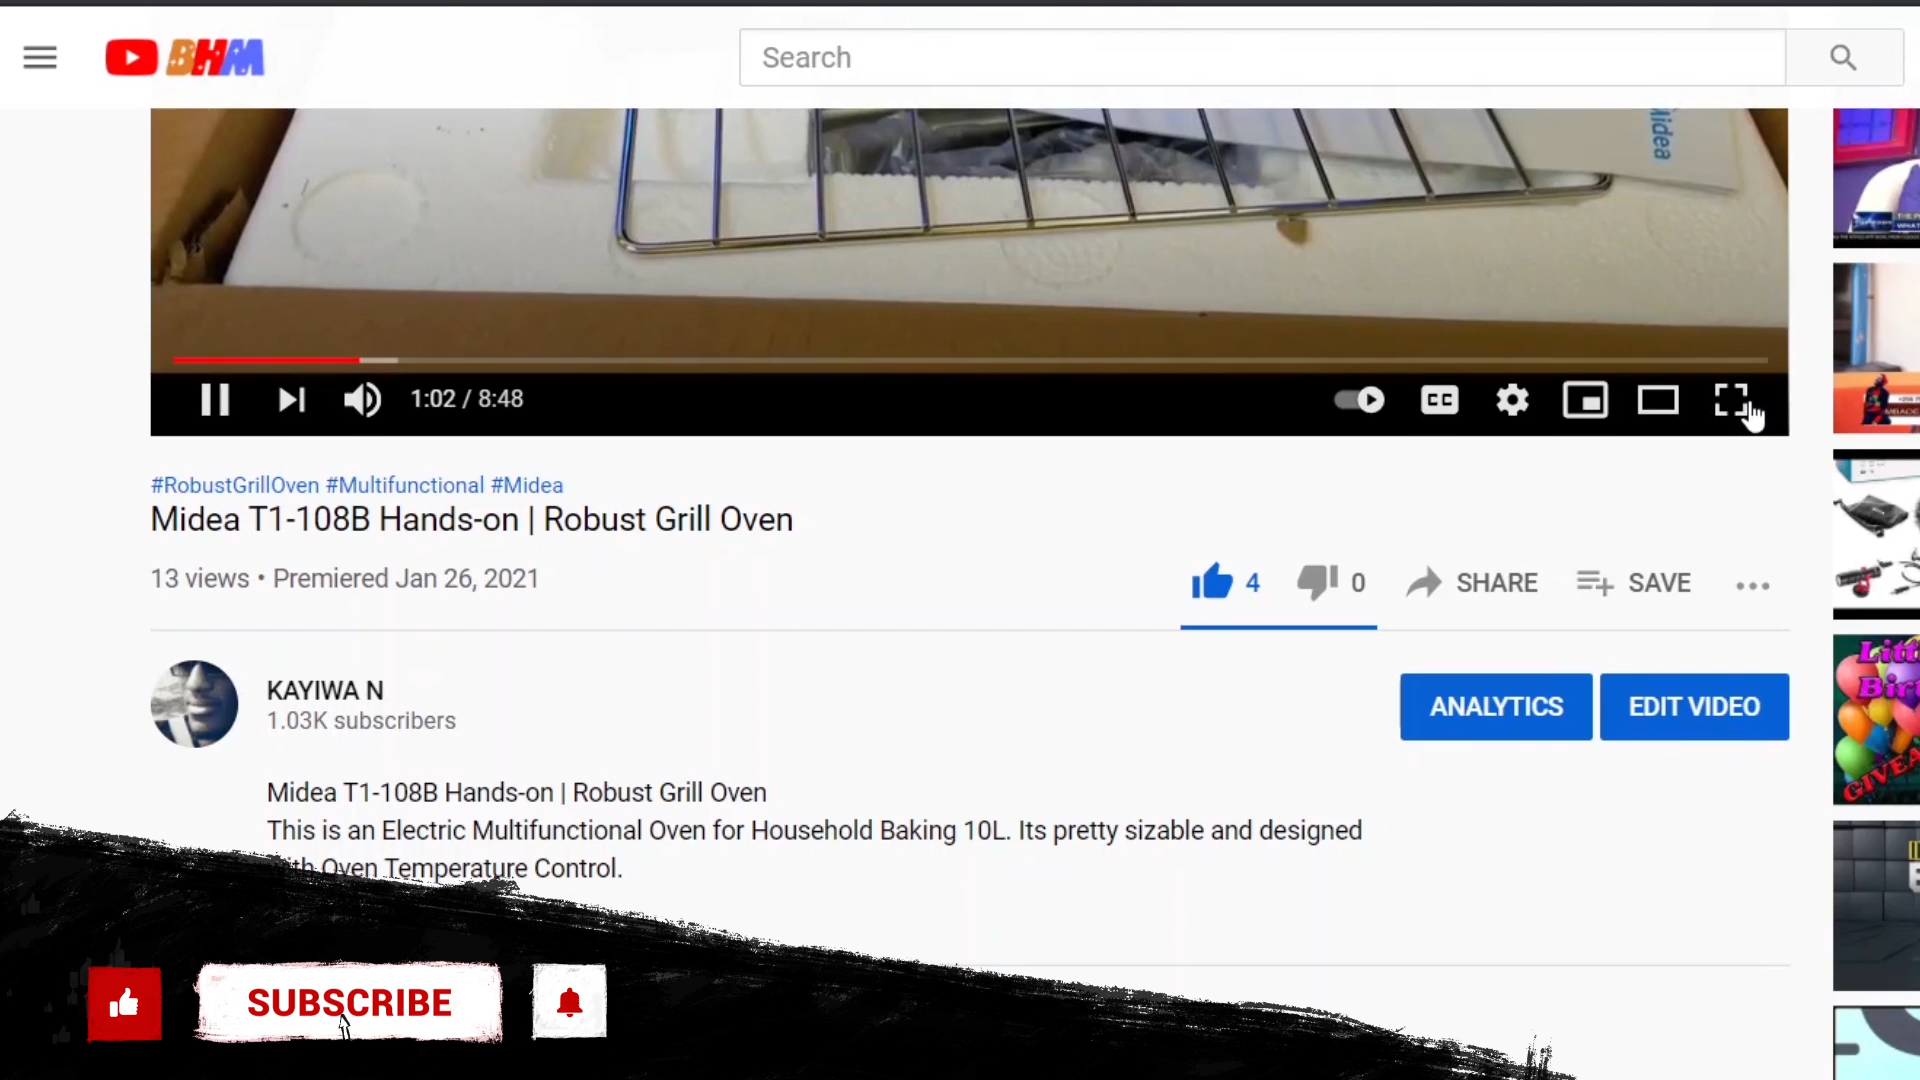 BHM
Search
Midea
1:02 / 8:48
CC
#RobustGrillOven #Multifunctional #Midea
Midea T1-108B Hands-on | Robust Grill Oven
13 views • Premiered Jan 26, 2021
4
0
SHARE
SAVE
KAYIWA N
1.03K subscribers
ANALYTICS
EDIT VIDEO
Midea T1-108B Hands-on | Robust Grill Oven
This is an Electric Multifunctional Oven for Household Baking 10L. Its pretty sizable and designed
with Oven Temperature Control.
SUBSCRIBE